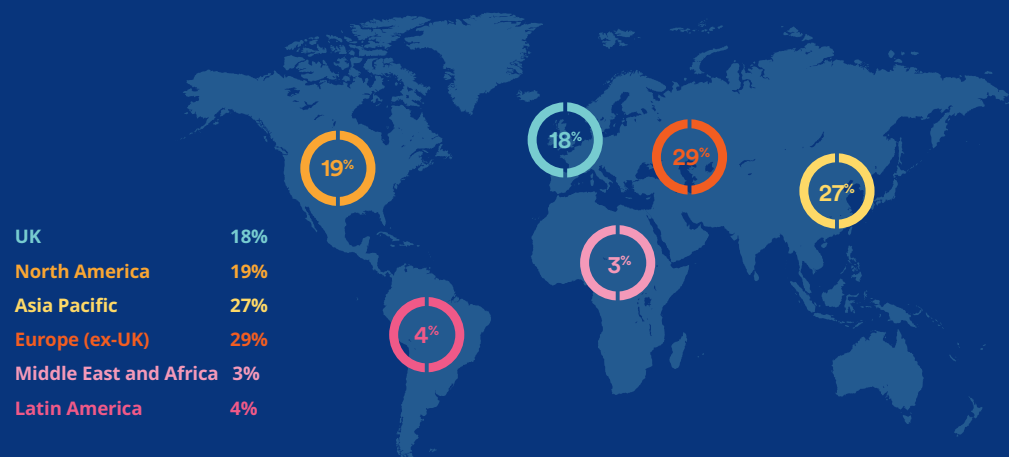 18%
29%
19%
27%
UK 18%
3%
North America 19%
Asia Pacific 27%
4%
Europe (ex-UK) 29%
Middle East and Africa 3%
Latin America 4%